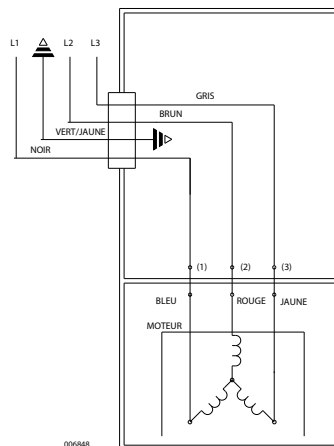 L1
L2
L3
GRIS
BRUN
VERT/JAUNE
NOIR
(1)
(2)
(3)
BLEU
ROUGE
JAUNE
MOTEUR
006848